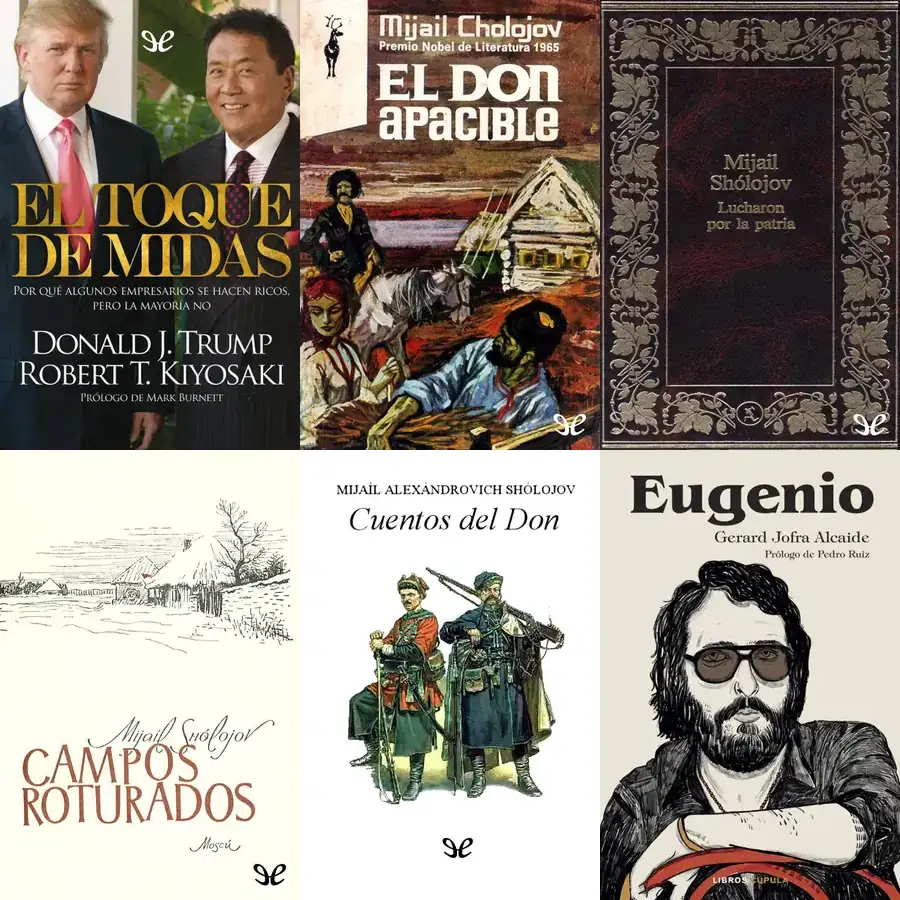 EL TOQUE
DE MIDAS
POR QUÉ ALGUNOS EMPRESARIOS SE HACEN RICOS,
PERO LA MAYORÍA NO
DONALD J. TRUMP
ROBERT T. KIYOSAKI
PRÓLOGO DE MARK BURNETT
Mijail Cholojov
Premio Nobel de Literatura 1965
EL DON
APACIBLE
Mijail
Shólojov
Lucharon
por la patria
Mijaíl Shólojov
CAMPOS
ROTURADOS
Moscú
MIJAÍL ALEXÁNDROVICH SHÓLOJOV
Cuentos del Don
Eugenio
Gerard Jofra Alcaide
Prólogo de Pedro Ruiz
LIBROS CÚPULA